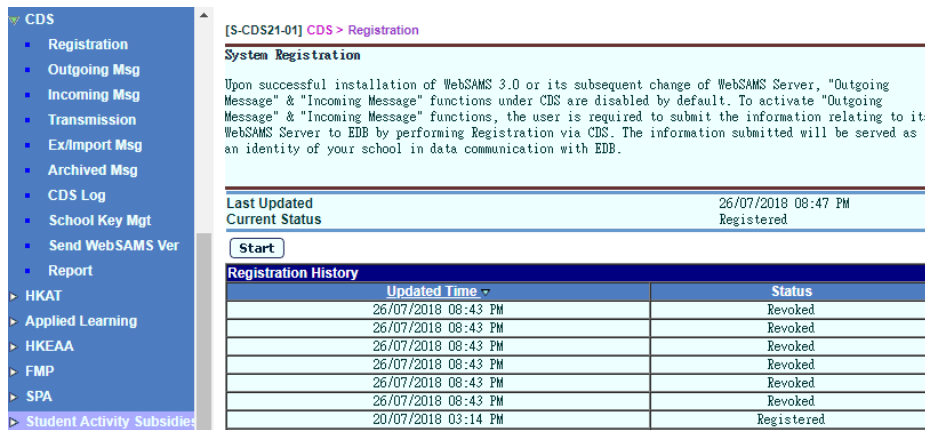 CDS
Registration
Outgoing Msg
Incoming Msg
Transmission
Ex/Import Msg
Archived Msg
CDS Log
School Key Mgt
Send WebSAMS Ver
Report
HKAT
Applied Learning
HKEAA
FMP
SPA
Student Activity Subsidies
[S-CDS21-01] CDS > Registration
System Registration
Upon successful installation of WebSAMS 3.0 or its subsequent change of WebSAMS Server, "Outgoing
Message" & "Incoming Message" functions under CDS are disabled by default. To activate "Outgoing
Message" & "Incoming Message" functions, the user is required to submit the information relating to its
WebSAMS Server to EDB by performing Registration via CDS. The information submitted will be served as
an identity of your school in data communication with EDB.
Last Updated 26/07/2018 08:47 PM
Current Status Registered
Start
Registration History
Updated Time Status
26/07/2018 08:43 PM Revoked
26/07/2018 08:43 PM Revoked
26/07/2018 08:43 PM Revoked
26/07/2018 08:43 PM Revoked
26/07/2018 08:43 PM Revoked
26/07/2018 08:43 PM Revoked
20/07/2018 03:14 PM Registered